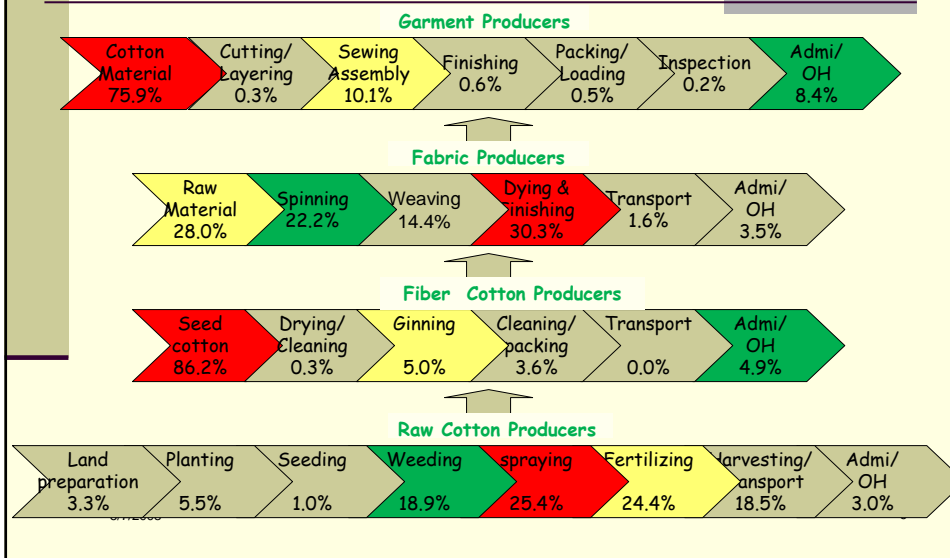 Garment Producers
Cotton Material 75.9%
Cutting/ Layering 0.3%
Sewing Assembly 10.1%
Finishing 0.6%
Packing/ Loading 0.5%
Inspection 0.2%
Admi/ OH 8.4%
Fabric Producers
Raw Material 28.0%
Spinning 22.2%
Weaving 14.4%
Dying & Finishing 30.3%
Transport 1.6%
Admi/ OH 3.5%
Fiber Cotton Producers
Seed cotton 86.2%
Drying/ Cleaning 0.3%
Ginning 5.0%
Cleaning/ packing 3.6%
Transport 0.0%
Admi/ OH 4.9%
Raw Cotton Producers
Land preparation 3.3%
Planting 5.5%
Seeding 1.0%
Weeding 18.9%
spraying 25.4%
Fertilizing 24.4%
Harvesting/ 18.5%
Admi/ OH 3.0%